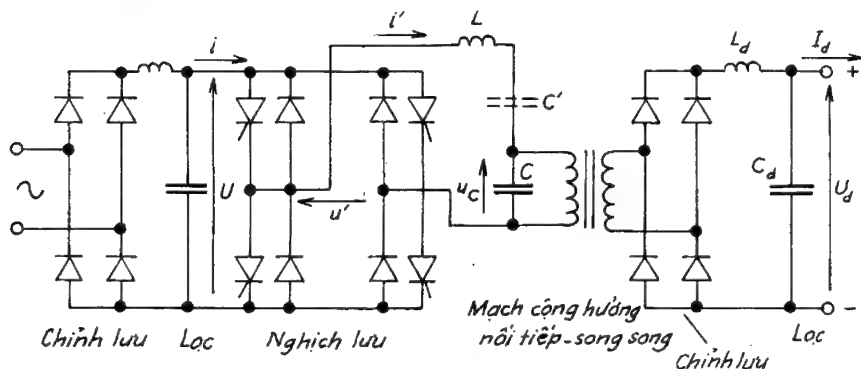 i
i'
L
L_d
I_d
+
C'
U
u'
u_C
C
C_d
U_d
-
Chỉnh lưu
Lọc
Nghịch lưu
Mạch cộng hưởng
nối tiếp-song song
Chỉnh lưu
Lọc